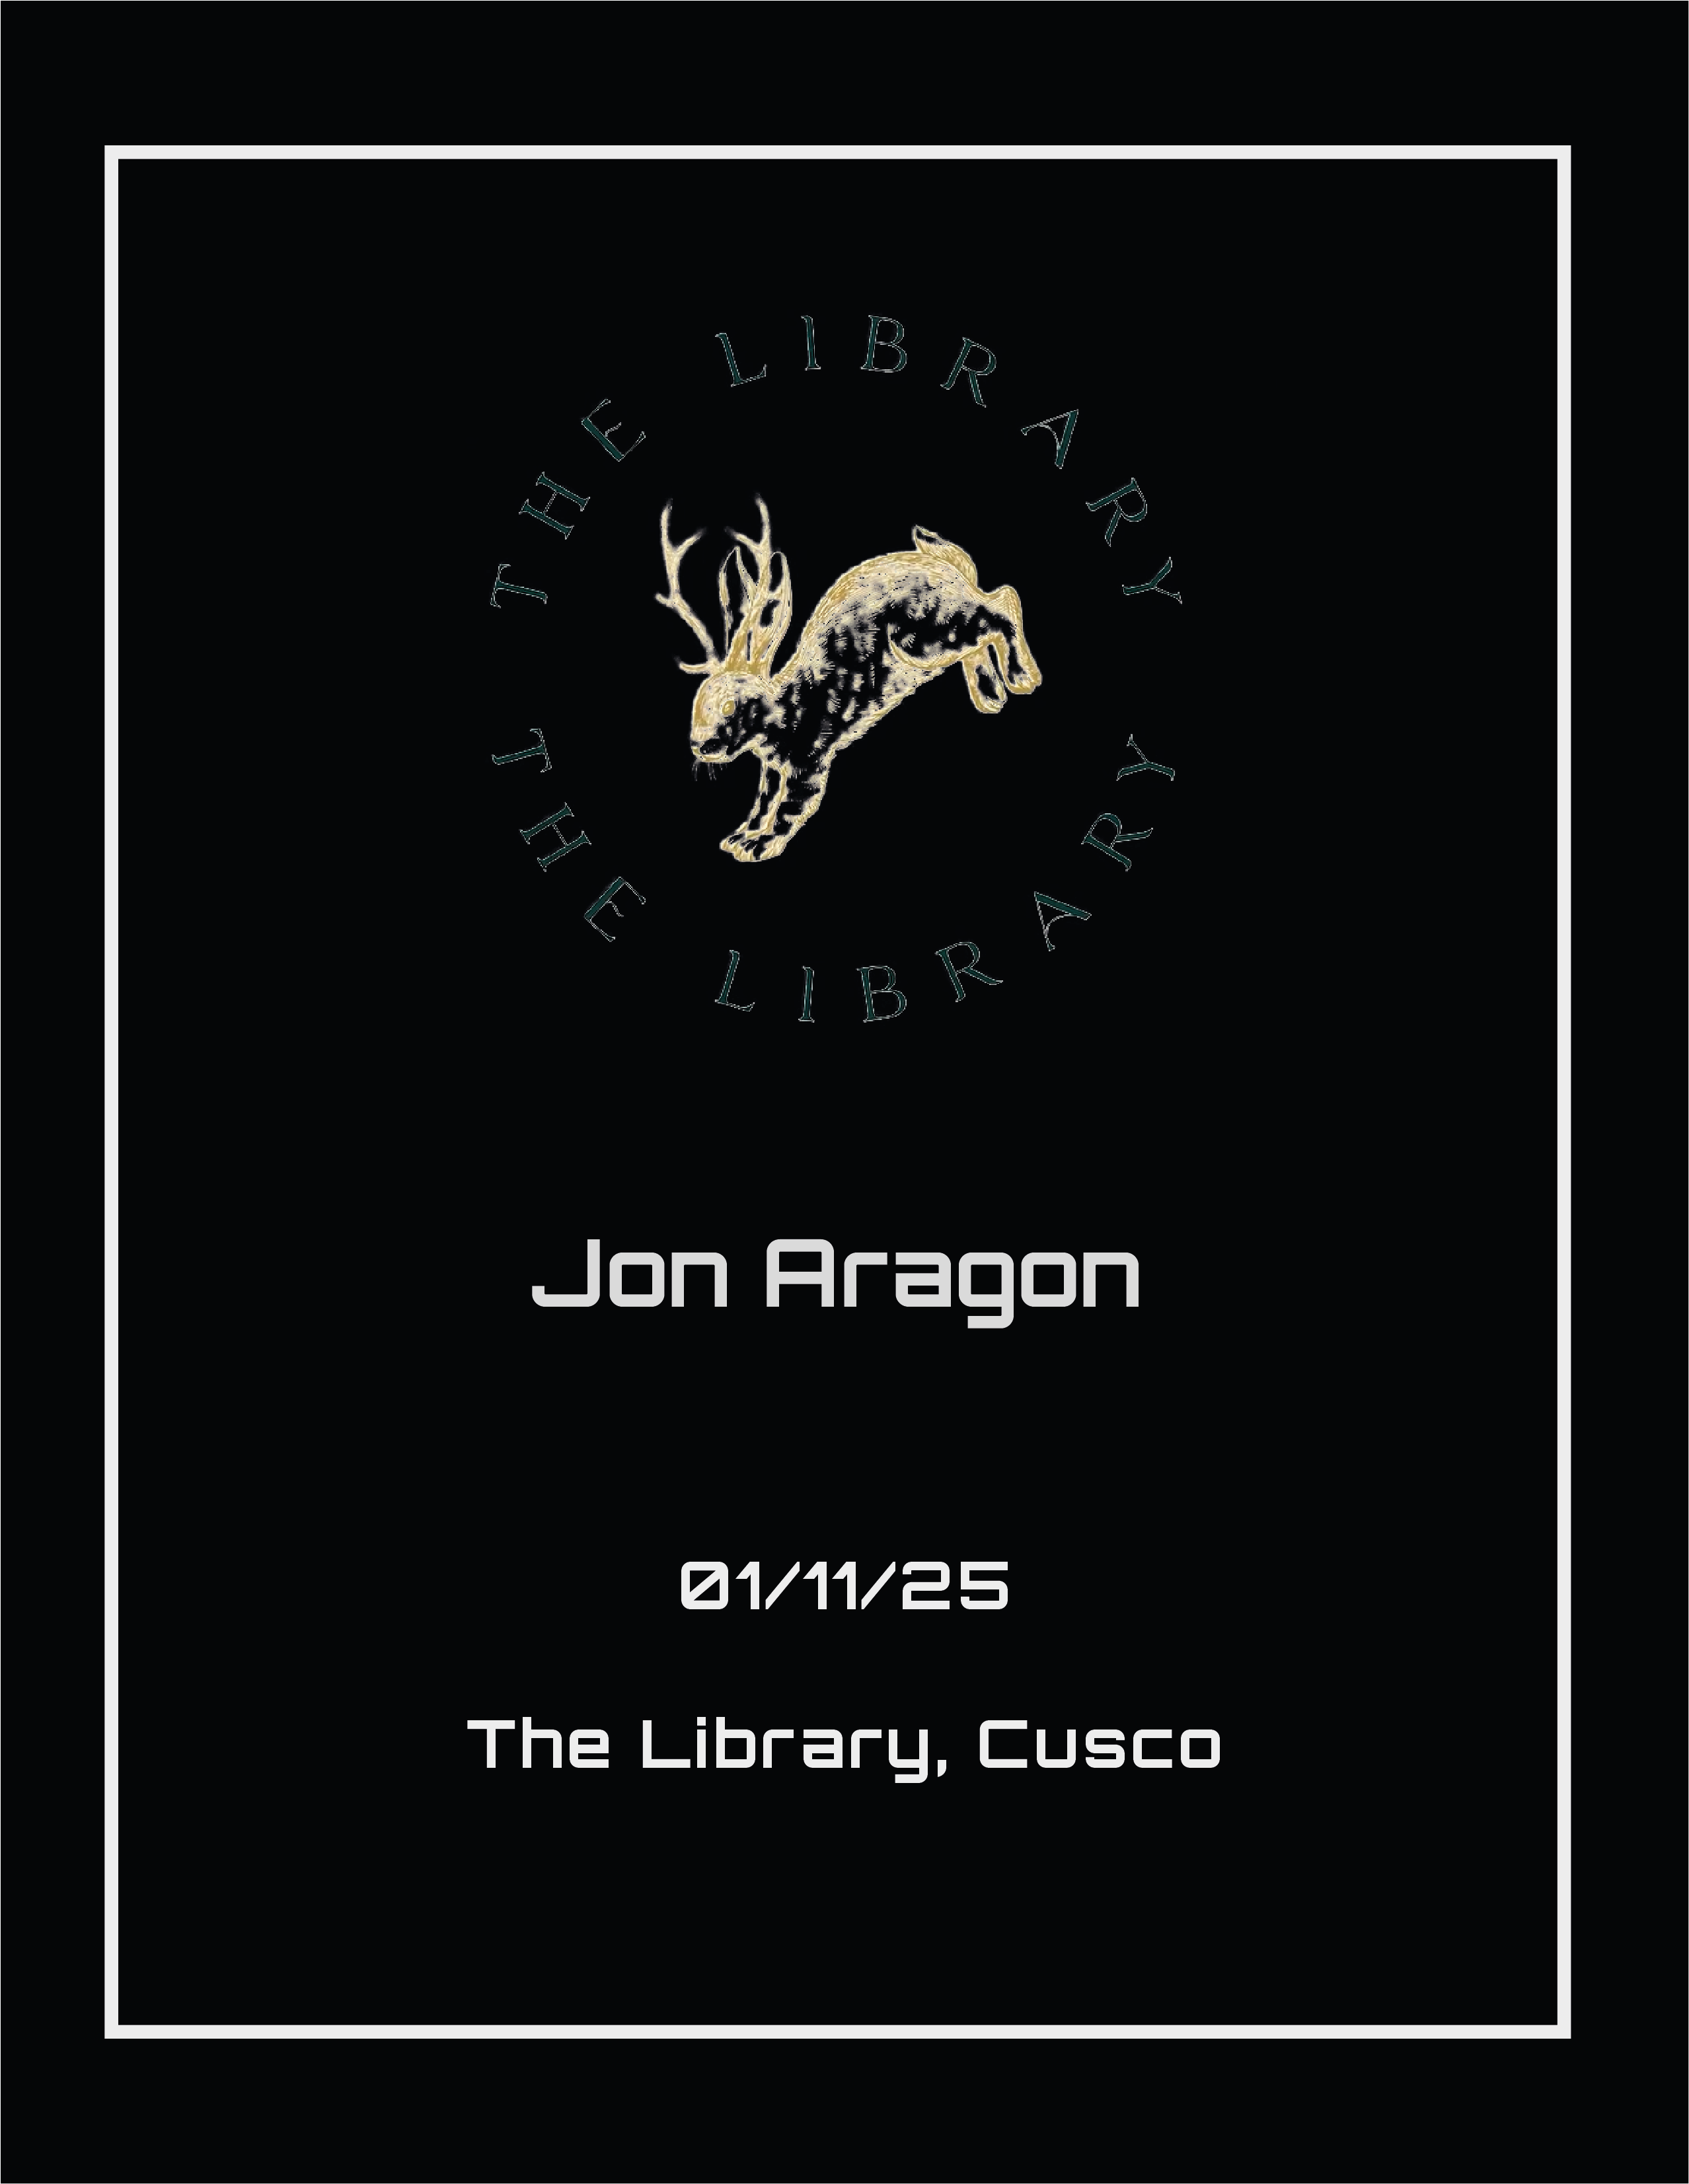 THE LIBRARY
THE LIBRARY
Jon Aragon
01/11/25
The Library, Cusco